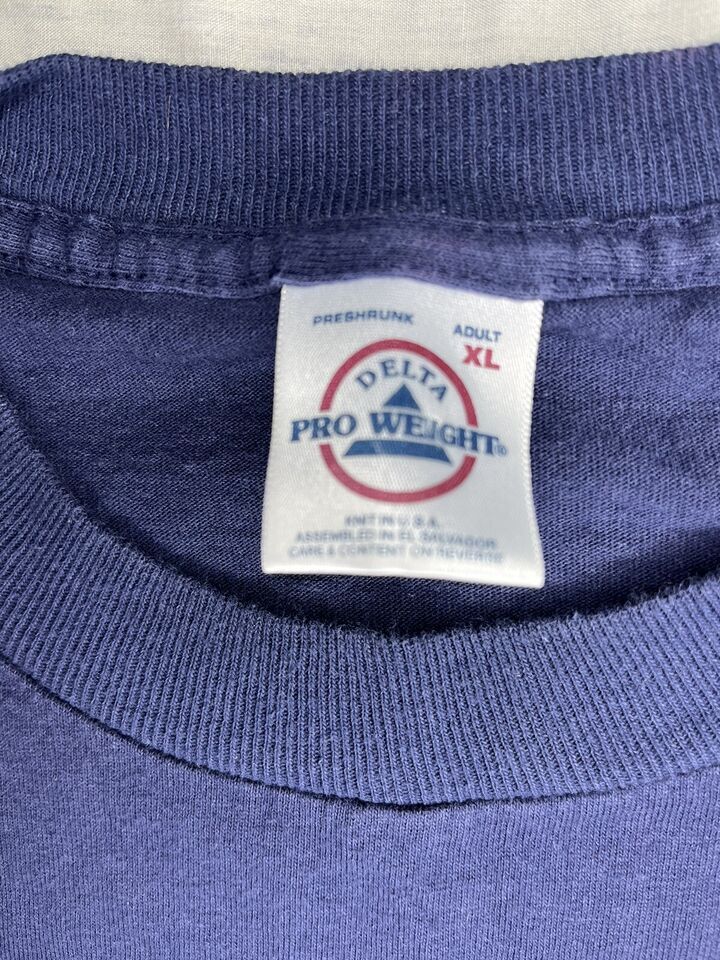 PRESHRUNK
ADULT
XL
DELTA
PRO WEIGHT®
KNIT IN U.S.A.
ASSEMBLED IN EL SALVADOR
CARE & CONTENT ON REVERSE